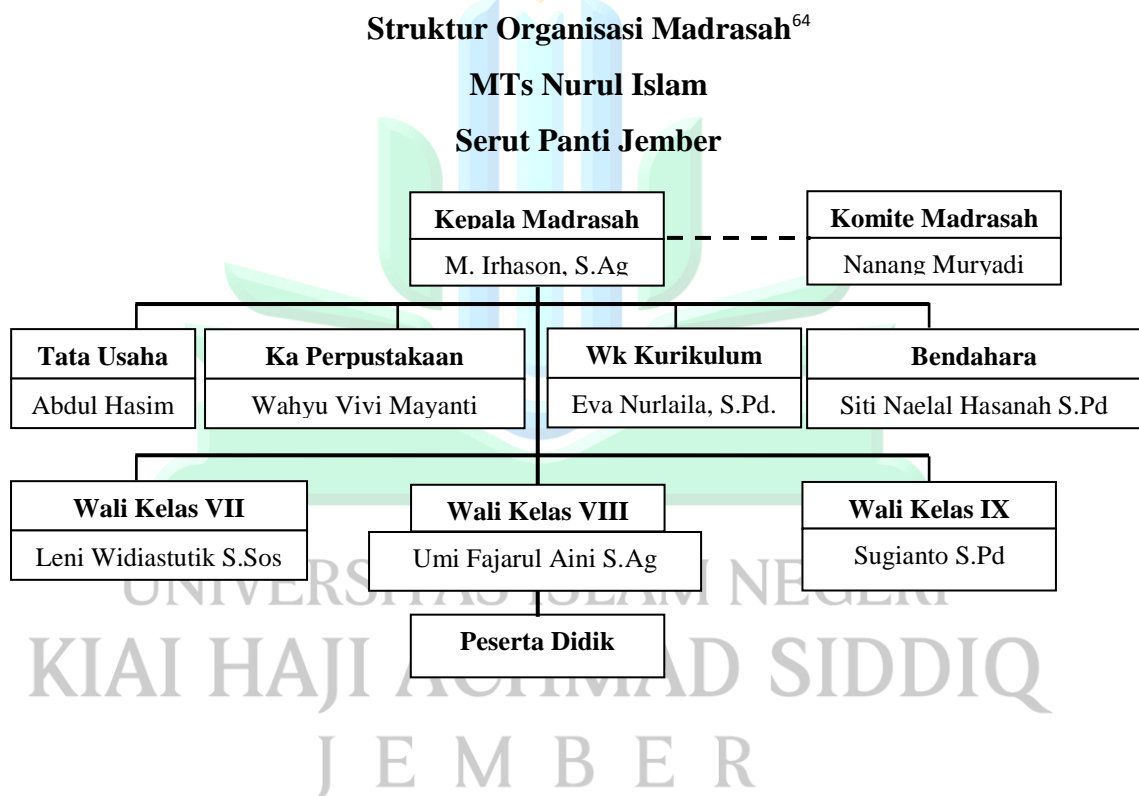 Struktur Organisasi Madrasah64
MTs Nurul Islam
Serut Panti Jember
Kepala Madrasah
M. Irhason, S.Ag
Komite Madrasah
Nanang Muryadi
Tata Usaha
Abdul Hasim
Ka Perpustakaan
Wahyu Vivi Mayanti
Wk Kurikulum
Eva Nurlaila, S.Pd.
Bendahara
Siti Naelal Hasanah S.Pd
Wali Kelas VII
Leni Widiastutik S.Sos
Wali Kelas VIII
Umi Fajarul Aini S.Ag
Wali Kelas IX
Sugianto S.Pd
Peserta Didik
UNIVERSITAS ISLAM NEGERI
KIAI HAJI ACHMAD SIDDIQ
JEMBER